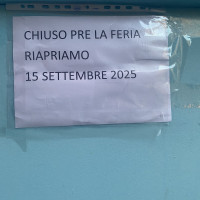 CHIUSO PRE LA FERIA
RIAPRIAMO
15 SETTEMBRE 2025